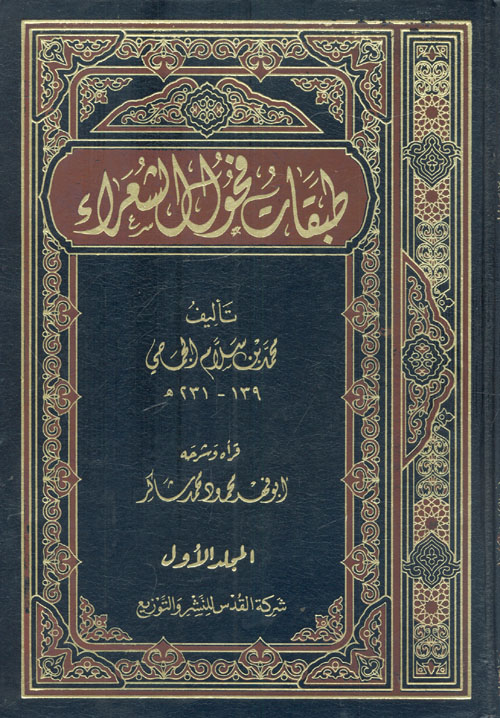 طبقات فحول الشعراء
تأليف
محمد بن سلام الجمحي
١٣٩ - ٢٣١ هـ
قرأه وشرحه
أبو فهر محمود محمد شاكر
المجلد الأول
شركة القدس للنشر والتوزيع